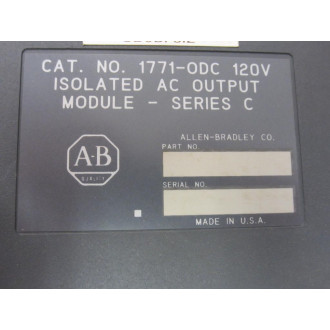 CAT. NO. 1771-ODC 120V
ISOLATED AC OUTPUT
MODULE - SERIES C
ALLEN-BRADLEY CO.
PART NO.
A-B
SERIAL NO.
MADE IN U.S.A.